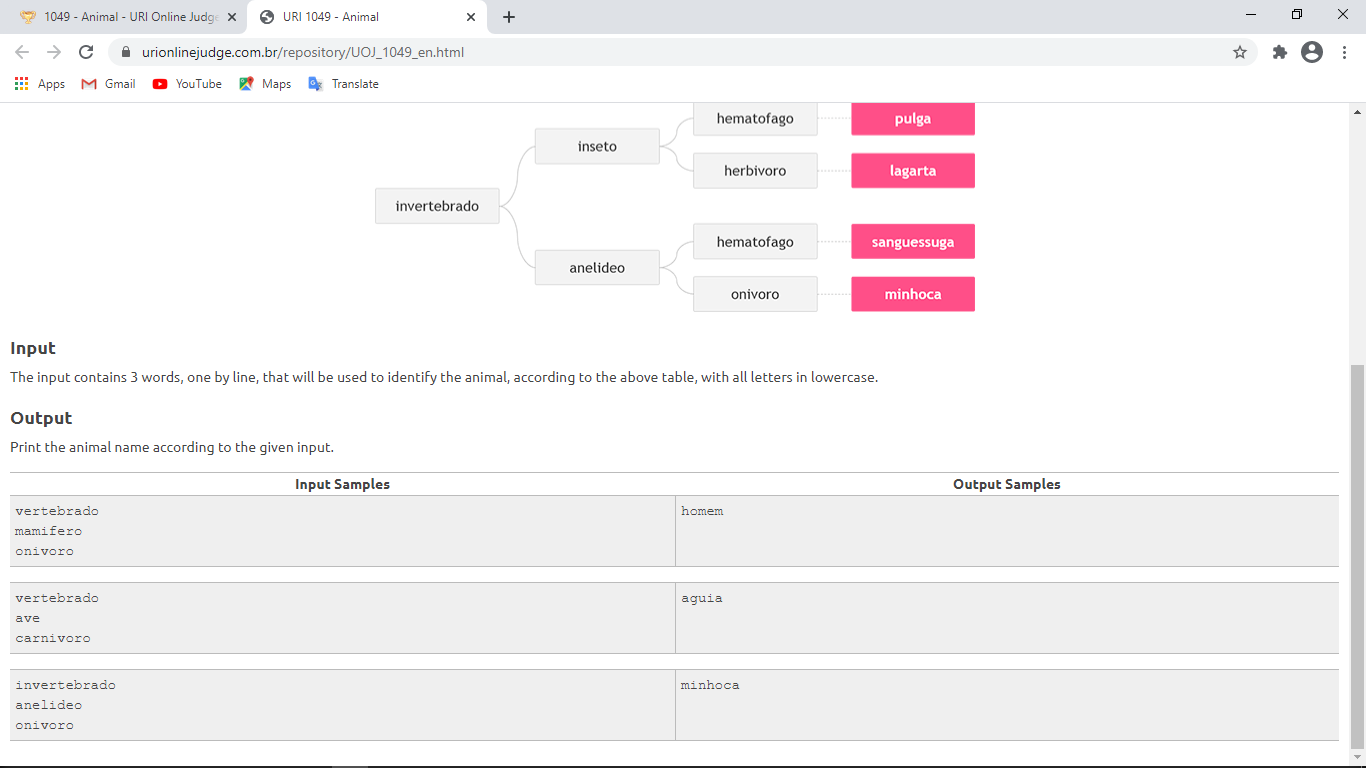 1049 - Animal - URI Online Judge
URI 1049 - Animal
urionlinejudge.com.br/repository/UOJ_1049_en.html
Apps
Gmail
YouTube
Maps
Translate
hematofago
pulga
inseto
herbivoro
lagarta
invertebrado
hematofago
sanguessuga
anelideo
onivoro
minhoca
Input
The input contains 3 words, one by line, that will be used to identify the animal, according to the above table, with all letters in lowercase.
Output
Print the animal name according to the given input.
Input Samples
Output Samples
vertebrado
mamifero
onivoro
homem
vertebrado
ave
carnivoro
aguia
invertebrado
anelideo
onivoro
minhoca